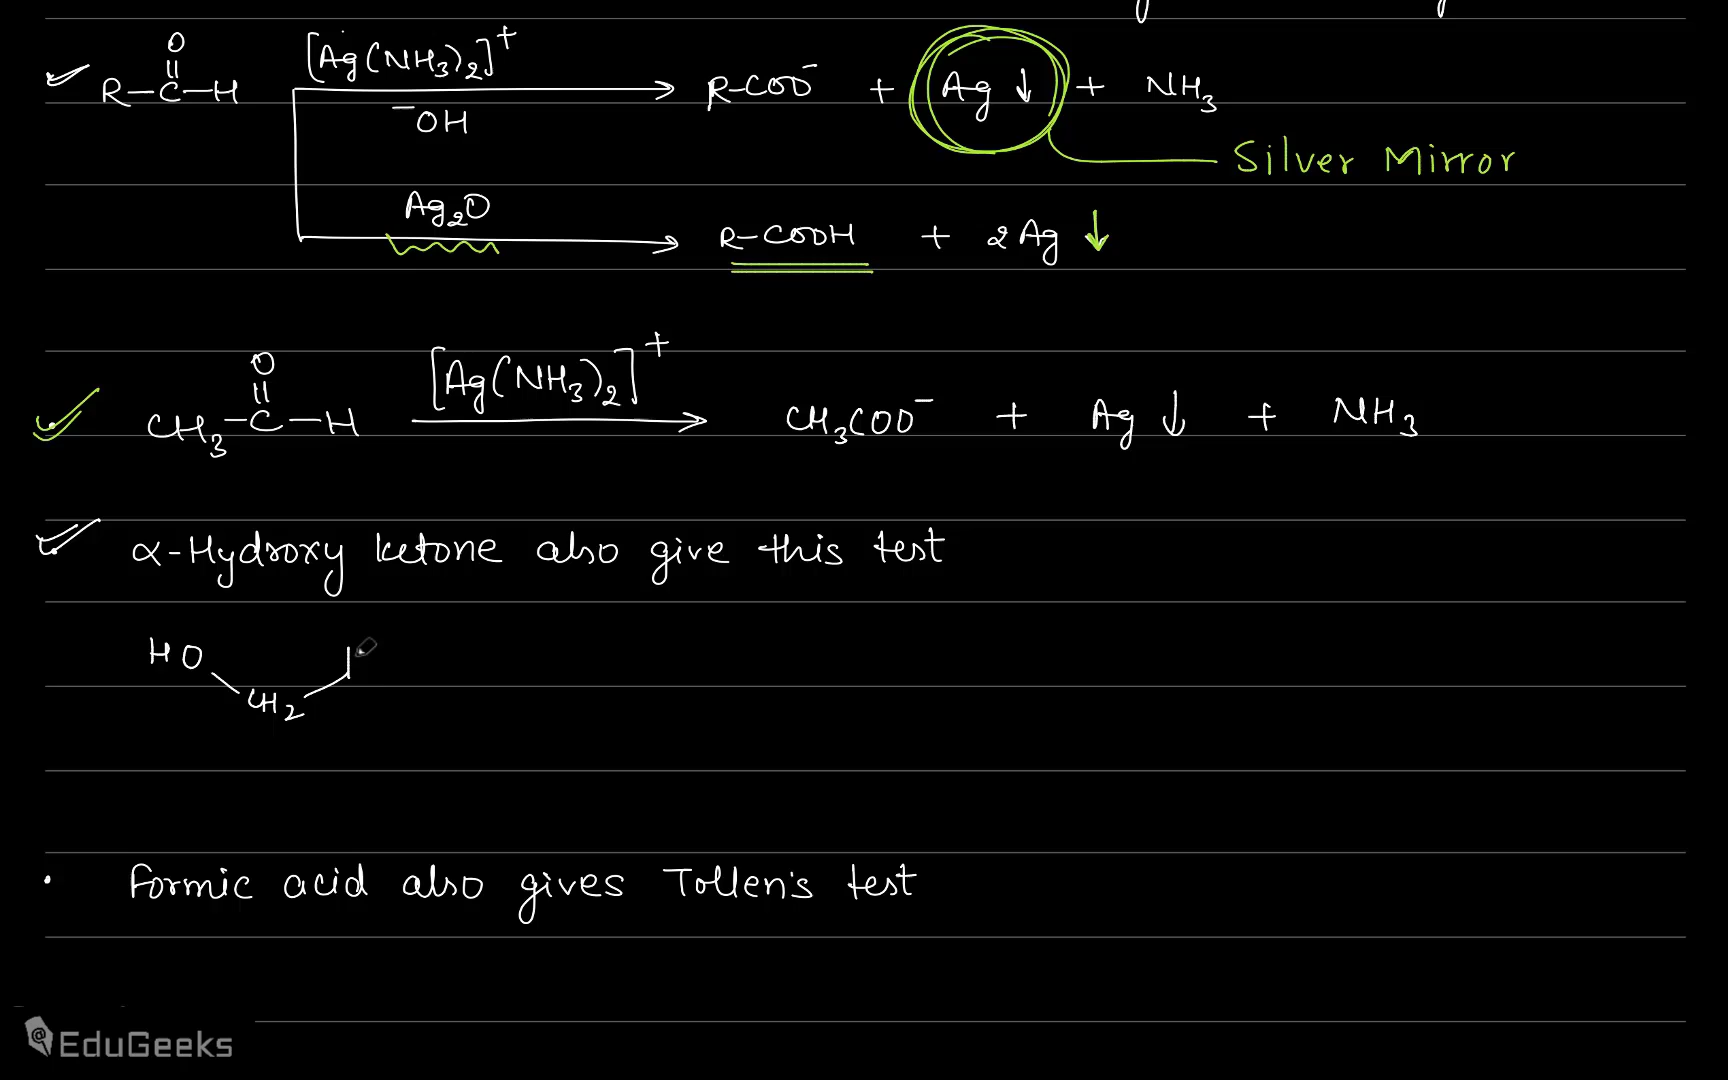 O
R-C-H [Ag(NH₃)₂]⁺ ⁻OH R-COO⁻ + Ag↓ + NH₃
Silver Mirror
Ag₂O R-COOH + 2Ag↓
O
CH₃-C-H [Ag(NH₃)₂]⁺ CH₃COO⁻ + Ag↓ + NH₃
α-Hydroxy ketone also give this test
HO
CH₂
• Formic acid also gives Tollen's test
EduGeeks